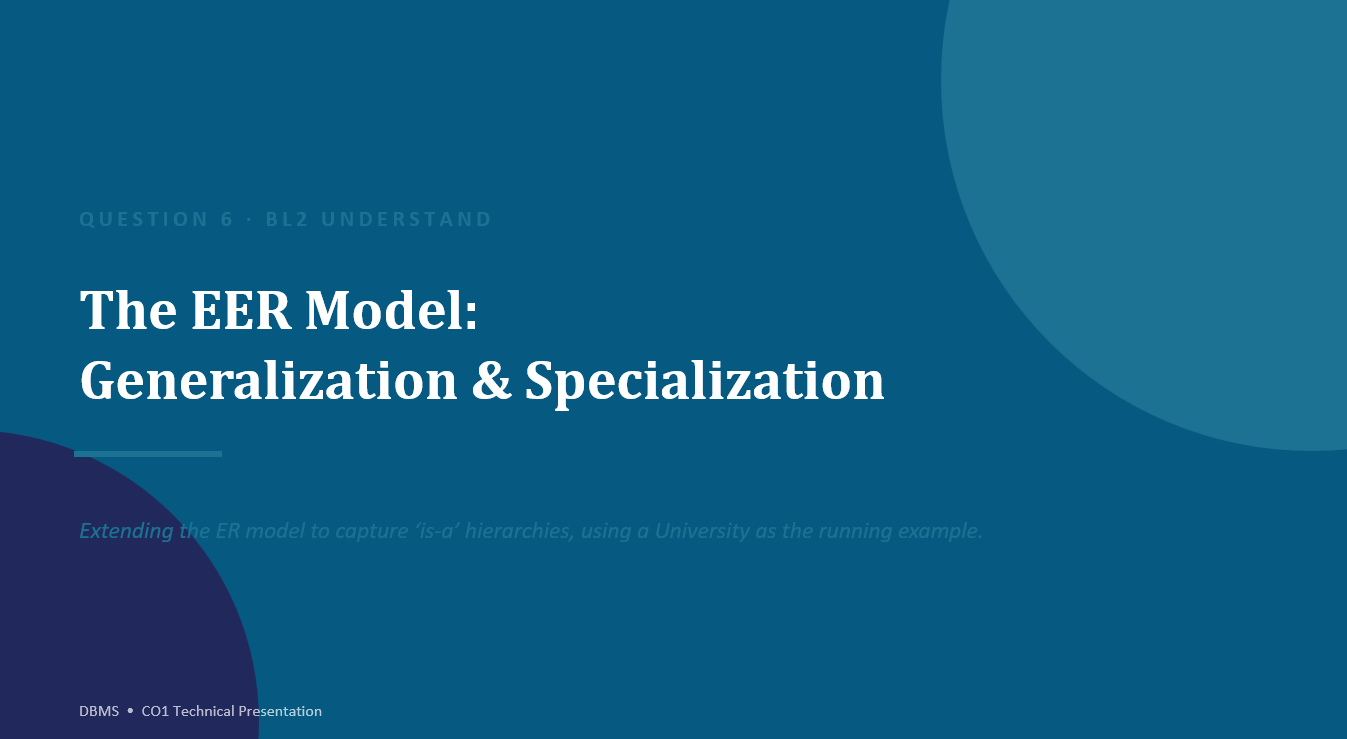 QUESTION 6 · BL2 UNDERSTAND
The EER Model:
Generalization & Specialization
Extending the ER model to capture ‘is-a’ hierarchies, using a University as the running example.
DBMS • CO1 Technical Presentation